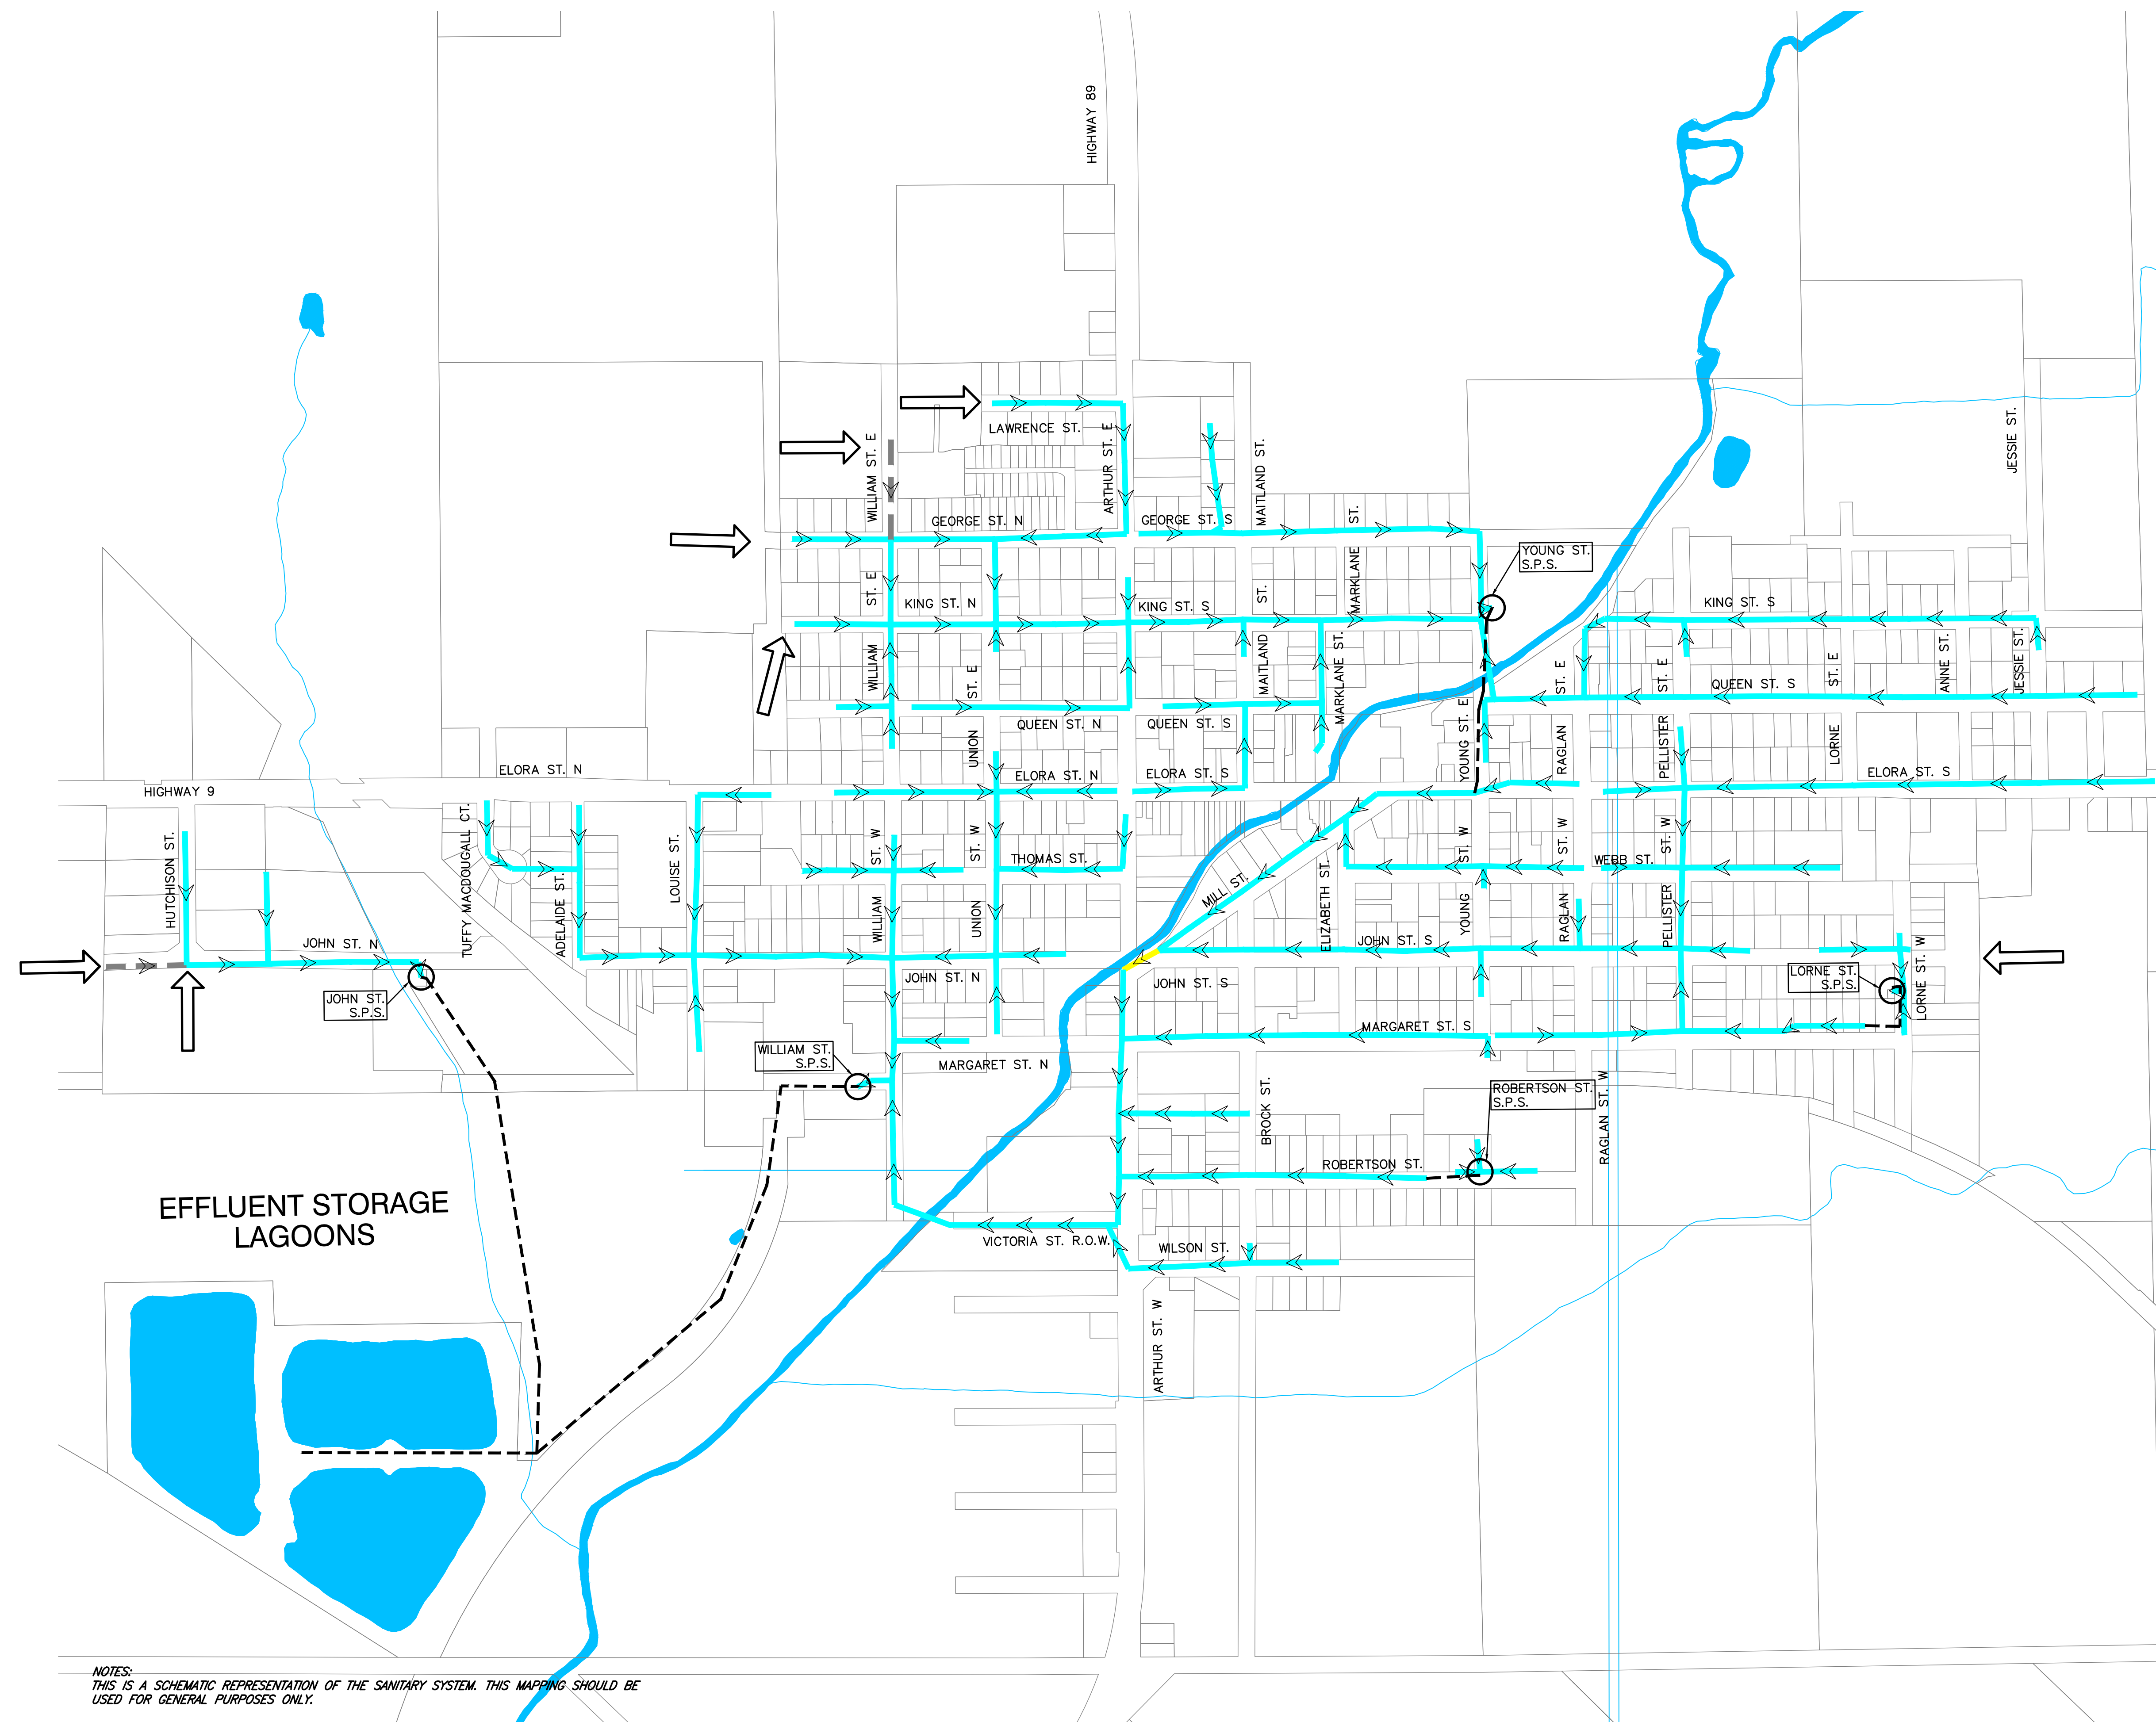 HIGHWAY 89
JESSIE ST.
LAWRENCE ST.
ARTHUR ST. E
WILLIAM ST. E
MAITLAND ST.
GEORGE ST. N
GEORGE ST. S
ST.
MARKLANE
YOUNG ST.
S.P.S.
ST. E
KING ST. N
KING ST. S
ST.
KING ST. S
WILLIAM
ST. E
MAITLAND
MARKLANE ST.
ST. E
ST. E
ST. E
ANNE ST.
JESSIE ST.
QUEEN ST. S
QUEEN ST. N
QUEEN ST. S
UNION
YOUNG ST. E
RAGLAN
PELLISTER
LORNE
ELORA ST. N
ELORA ST. N
ELORA ST. S
ELORA ST. S
HIGHWAY 9
HUTCHISON ST.
TUFFY MACDOUGALL CT.
ADELAIDE ST.
LOUISE ST.
ST. W
ST. W
THOMAS ST.
ST. W
ST. W
ST. W
WEBB ST.
MILL ST.
ELIZABETH ST.
WILLIAM
UNION
YOUNG
RAGLAN
PELLISTER
JOHN ST. N
JOHN ST. S
LORNE ST. W
JOHN ST. N
JOHN ST. S
LORNE ST.
S.P.S.
JOHN ST.
S.P.S.
MARGARET ST. S
WILLIAM ST.
S.P.S.
MARGARET ST. N
BROCK ST.
ROBERTSON ST.
S.P.S.
RAGLAN ST. W
ROBERTSON ST.
EFFLUENT STORAGE
LAGOONS
VICTORIA ST. R.O.W.
WILSON ST.
ARTHUR ST. W
NOTES:
THIS IS A SCHEMATIC REPRESENTATION OF THE SANITARY SYSTEM. THIS MAPPING SHOULD BE
USED FOR GENERAL PURPOSES ONLY.